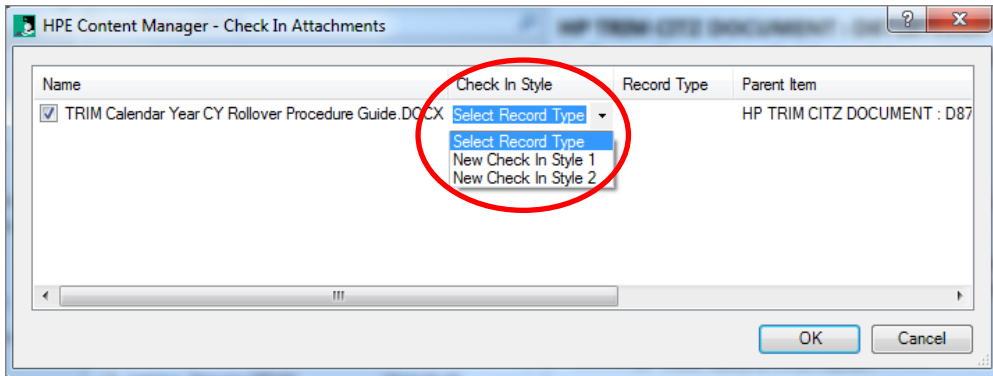 HPE Content Manager - Check In Attachments
Name Check In Style Record Type Parent Item
TRIM Calendar Year CY Rollover Procedure Guide.DOCX Select Record Type HP TRIM CITZ DOCUMENT : D87
Select Record Type
New Check In Style 1
New Check In Style 2
OK Cancel